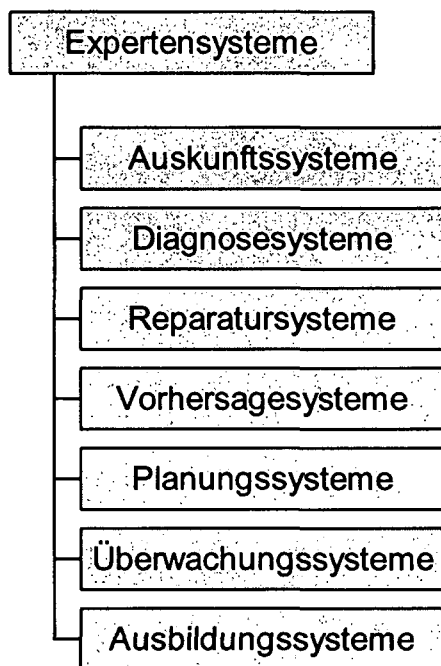 Expertensysteme
Auskunftssysteme
Diagnosesysteme
Reparatursysteme
Vorhersagesysteme
Planungssysteme
Überwachungssysteme
Ausbildungssysteme